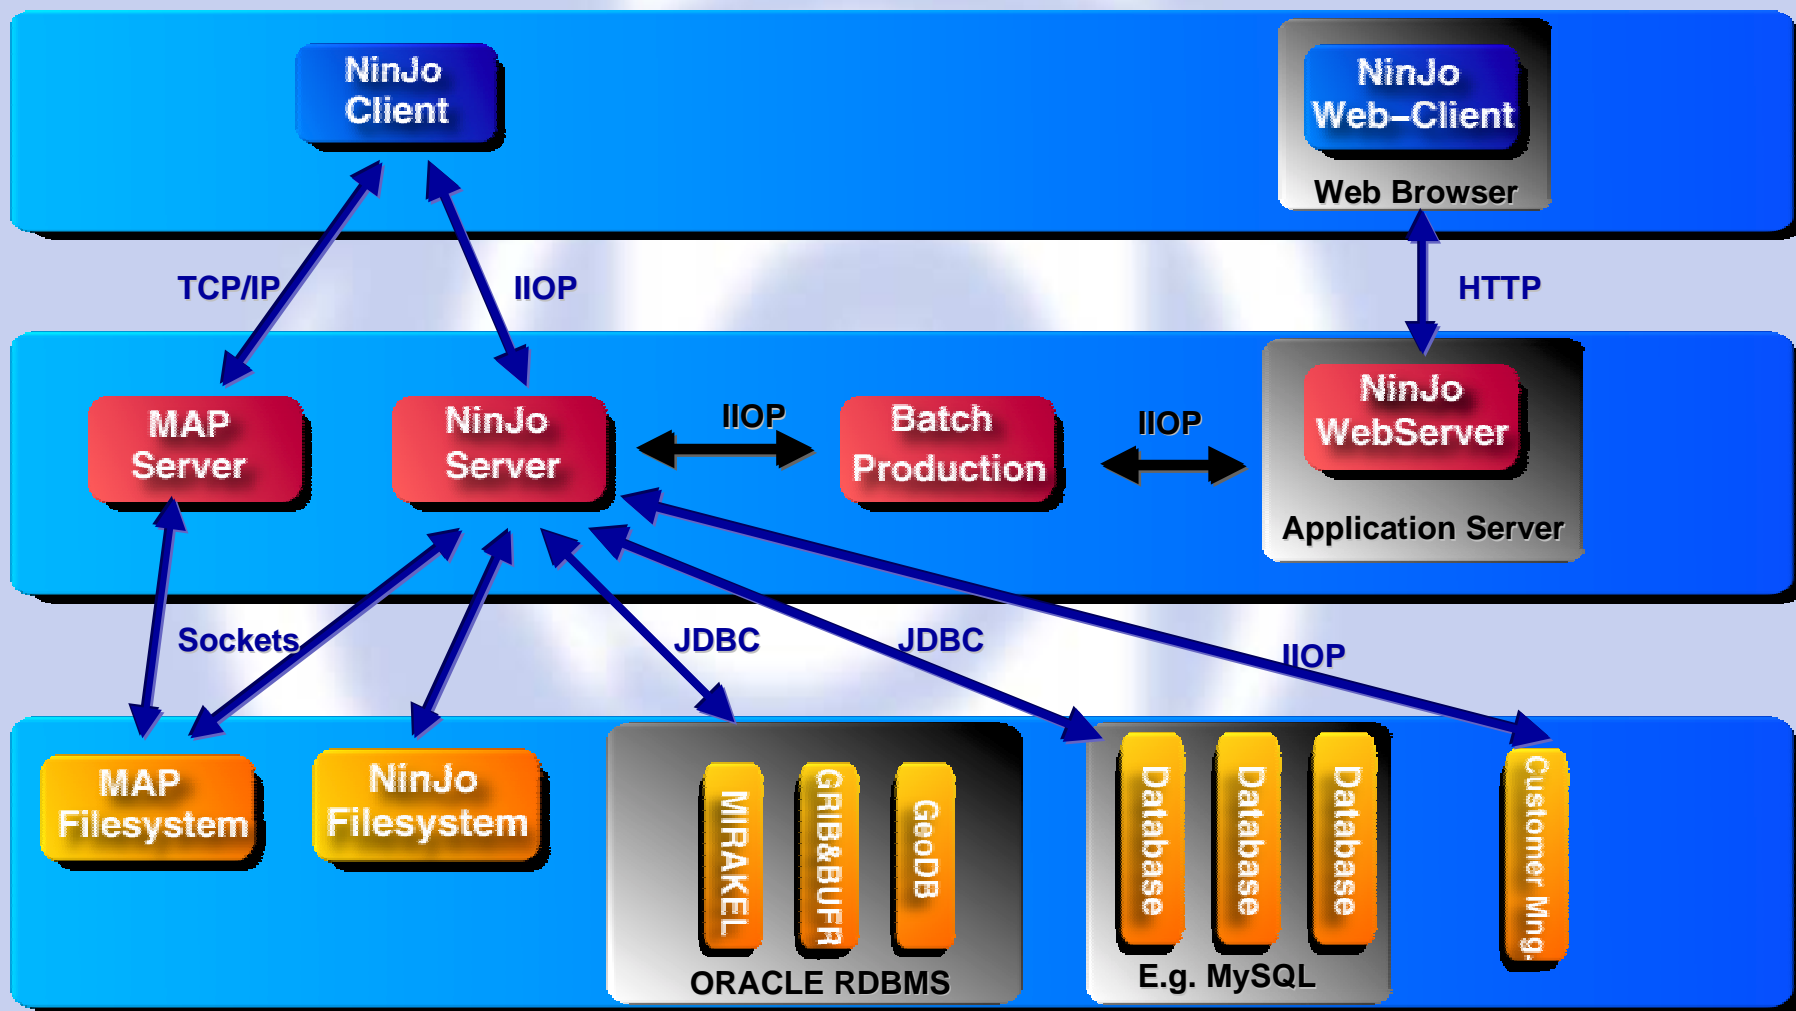 NinJo
Client
NinJo
Web-Client
Web Browser
TCP/IP
IIOP
HTTP
MAP
Server
NinJo
Server
IIOP
Batch
Production
IIOP
NinJo
WebServer
Application Server
Sockets
JDBC
JDBC
IIOP
MAP
Filesystem
NinJo
Filesystem
MIRAKEL
GRIB&BUFR
GeoDB
ORACLE RDBMS
Database
Database
Database
E.g. MySQL
Customer Mng.